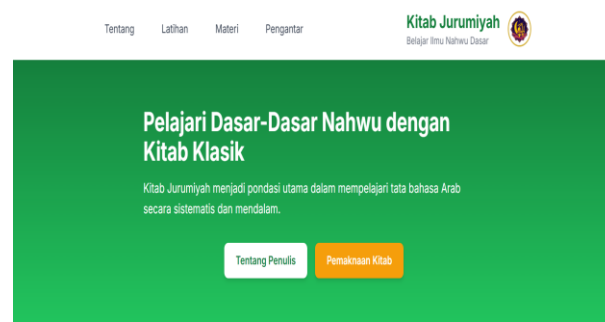 Tentang Latihan Materi Pengantar
Kitab Jurumiyah
Belajar Ilmu Nahwu Dasar
Pelajari Dasar-Dasar Nahwu dengan
Kitab Klasik
Kitab Jurumiyah menjadi pondasi utama dalam mempelajari tata bahasa Arab
secara sistematis dan mendalam.
Tentang Penulis
Pemaknaan Kitab